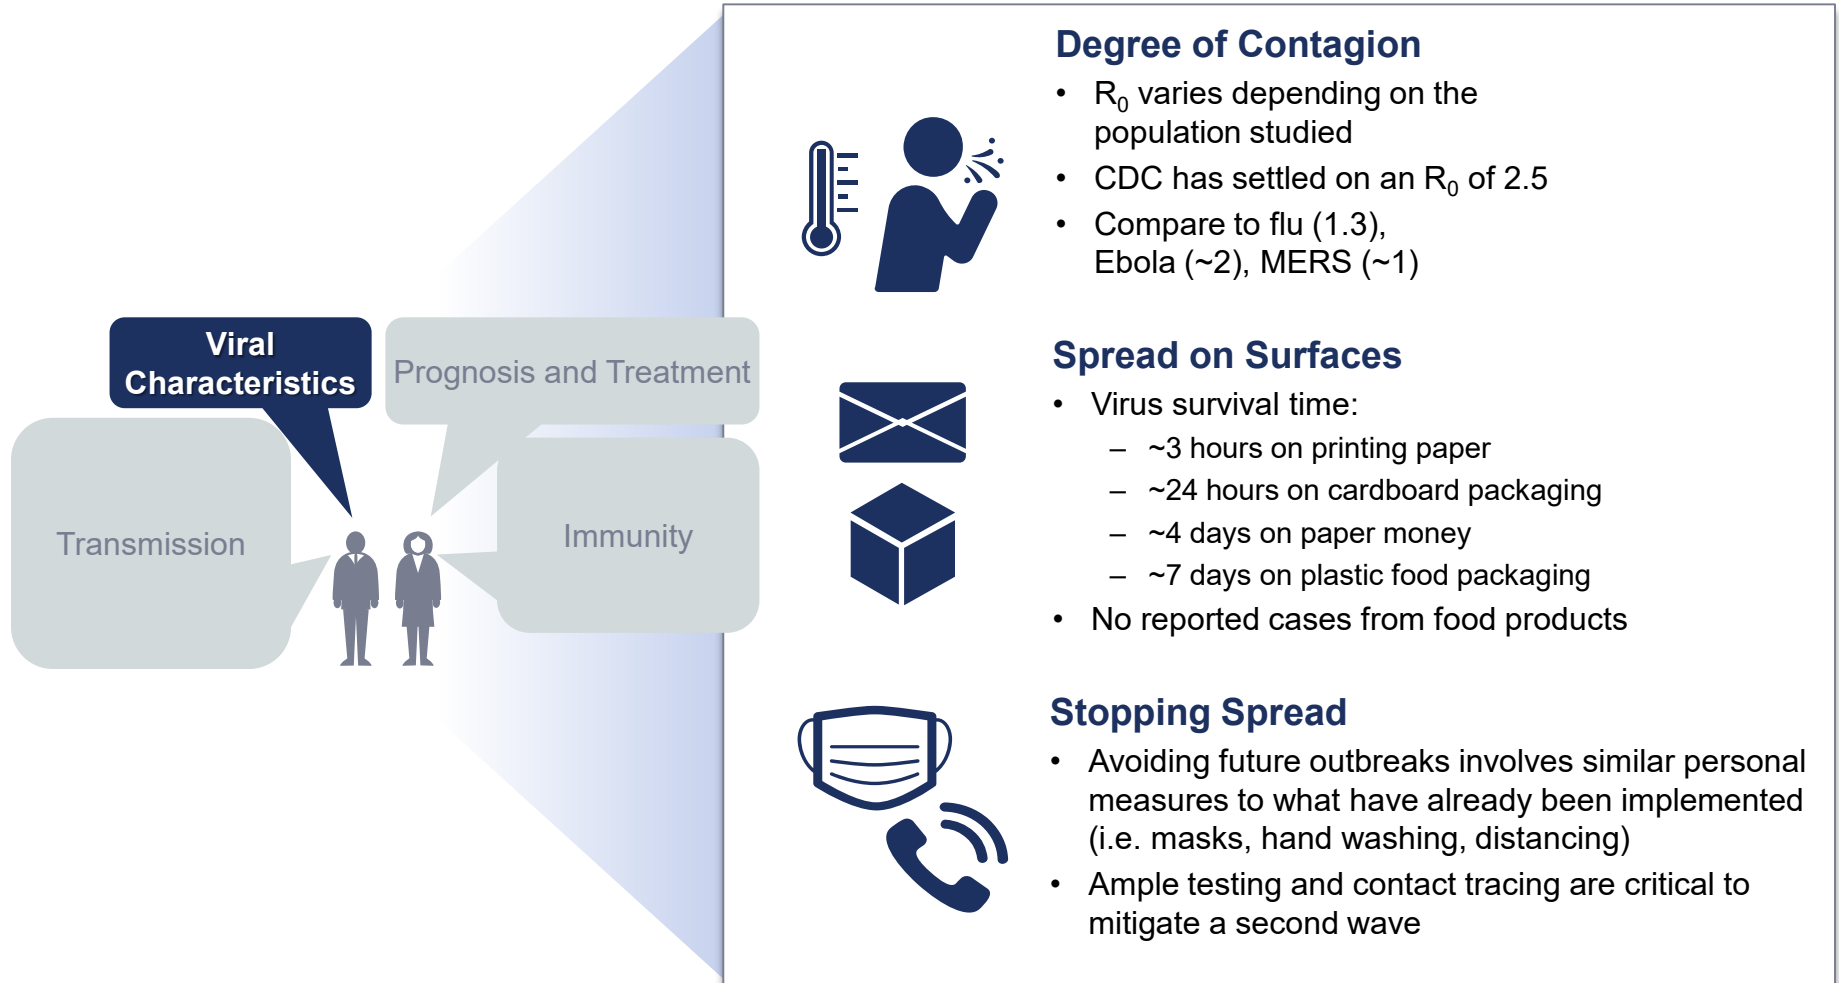 Viral
Characteristics
Prognosis and Treatment
Transmission
Immunity
Degree of Contagion
• R₀ varies depending on the
population studied
• CDC has settled on an R₀ of 2.5
• Compare to flu (1.3),
Ebola (~2), MERS (~1)
Spread on Surfaces
• Virus survival time:
– ~3 hours on printing paper
– ~24 hours on cardboard packaging
– ~4 days on paper money
– ~7 days on plastic food packaging
• No reported cases from food products
Stopping Spread
• Avoiding future outbreaks involves similar personal
measures to what have already been implemented
(i.e. masks, hand washing, distancing)
• Ample testing and contact tracing are critical to
mitigate a second wave